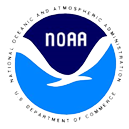 NATIONAL OCEANIC AND ATMOSPHERIC ADMINISTRATION
NOAA
U.S. DEPARTMENT OF COMMERCE